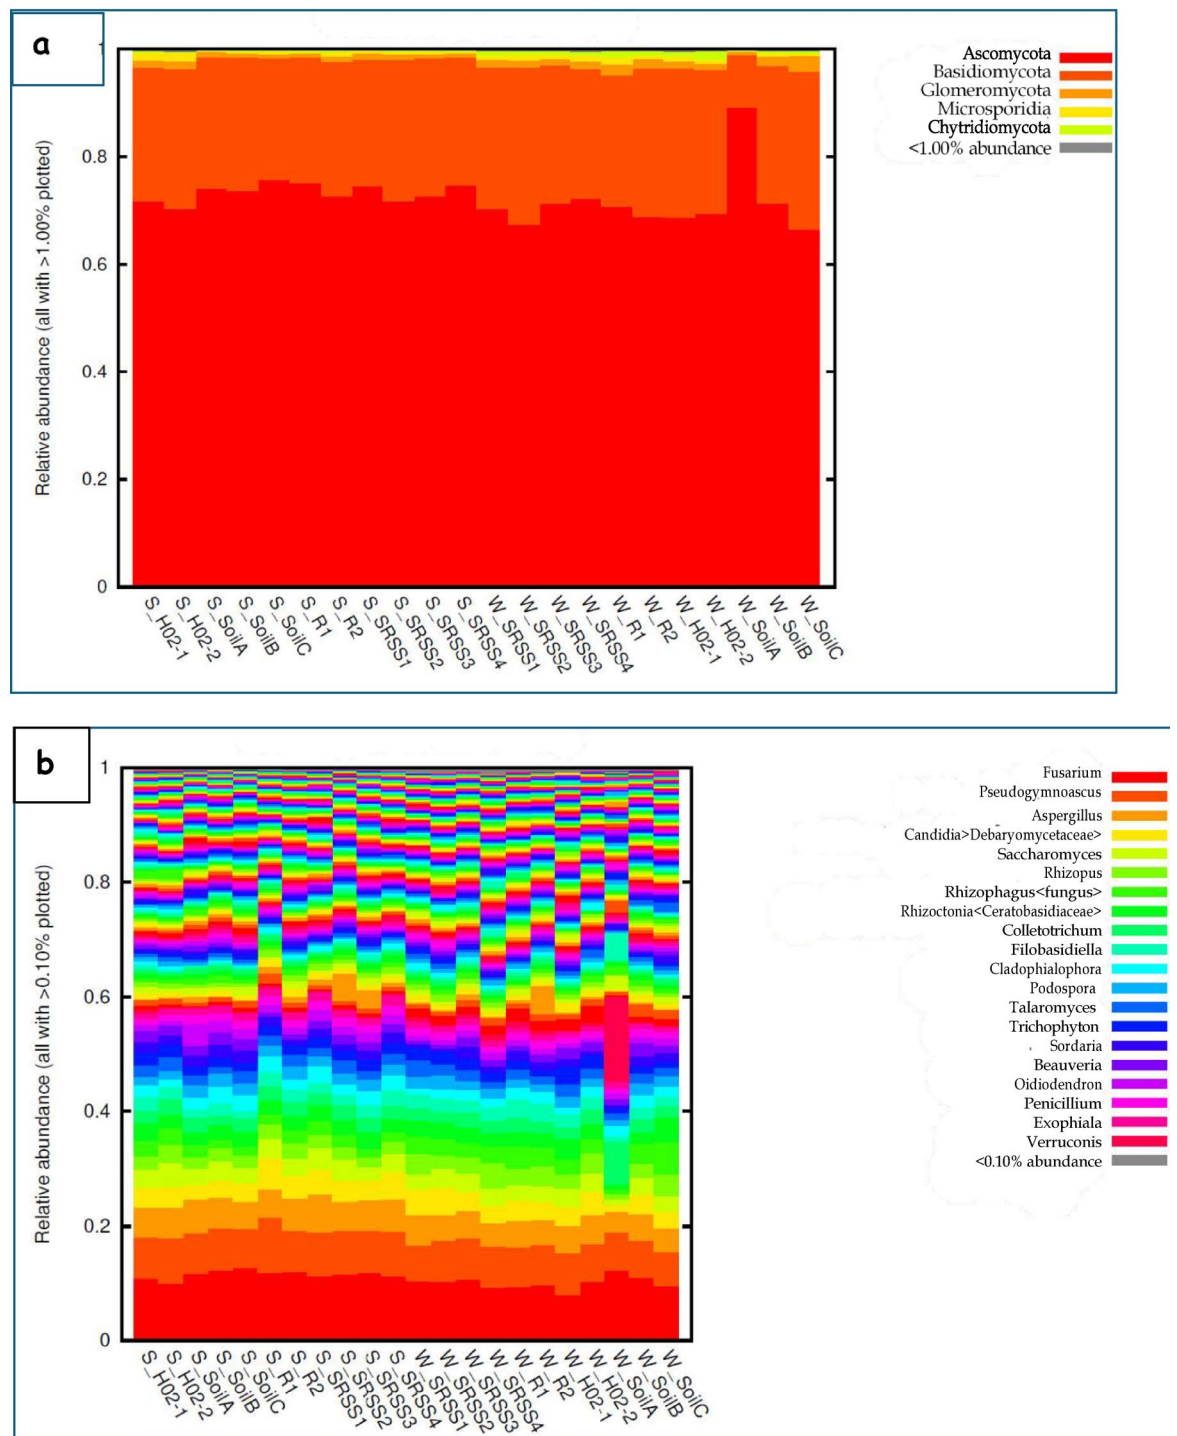 a
1
Relative abundance (all with >1.00% plotted)
0.8
0.6
0.4
0.2
0
S_H02-1
S_H02-2
S_SoilA
S_SoilB
S_SoilC
S_R1
S_R2
S_SRSS1
S_SRSS2
S_SRSS3
S_SRSS4
W_SRSS1
W_SRSS2
W_SRSS3
W_SRSS4
W_R1
W_R2
W_H02-1
W_H02-2
W_SoilA
W_SoilB
W_SoilC
Ascomycota
Basidiomycota
Glomeromycota
Microsporidia
Chytridiomycota
<1.00% abundance
b
Relative abundance (all with >0.10% plotted)
1
0.8
0.6
0.4
0.2
0
S_H02-1
S_H02-2
S_SoilA
S_SoilB
S_SoilC
S_R1
S_R2
S_SRSS1
S_SRSS2
S_SRSS3
S_SRSS4
W_SRSS1
W_SRSS2
W_SRSS3
W_SRSS4
W_R1
W_R2
W_H02-1
W_H02-2
W_SoilA
W_SoilB
W_SoilC
Fusarium
Pseudogymnoascus
Aspergillus
Candidia>Debaryomycetaceae>
Saccharomyces
Rhizopus
Rhizophagus<fungus>
Rhizoctonia<Ceratobasidiaceae>
Colletotrichum
Filobasidiella
Cladophialophora
Podospora
Talaromyces
Trichophyton
Sordaria
Beauveria
Oidiodendron
Penicillium
Exophiala
Verruconis
<0.10% abundance